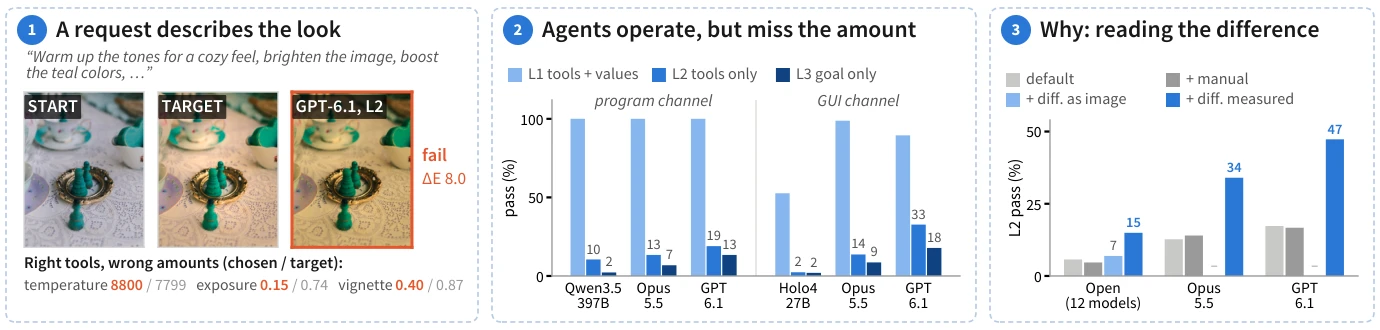 1 A request describes the look
“Warm up the tones for a cozy feel, brighten the image, boost
the teal colors, …”
START
TARGET
GPT-6.1, L2
fail
ΔE 8.0
Right tools, wrong amounts (chosen / target):
temperature 8800 / 7799 exposure 0.15 / 0.74 vignette 0.40 / 0.87
2 Agents operate, but miss the amount
L1 tools + values L2 tools only L3 goal only
program channel GUI channel
pass (%)
100
50
0
10 2 13 7 19 13 2 2 14 9 33 18
Qwen3.5 Opus GPT Holo4 Opus GPT
397B 5.5 6.1 27B 5.5 6.1
3 Why: reading the difference
default + manual
+ diff. as image + diff. measured
L2 pass (%)
50
25
0
7 15 – 34 – 47
Open Opus GPT
(12 models) 5.5 6.1